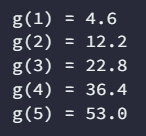 g(1) = 4.6
g(2) = 12.2
g(3) = 22.8
g(4) = 36.4
g(5) = 53.0